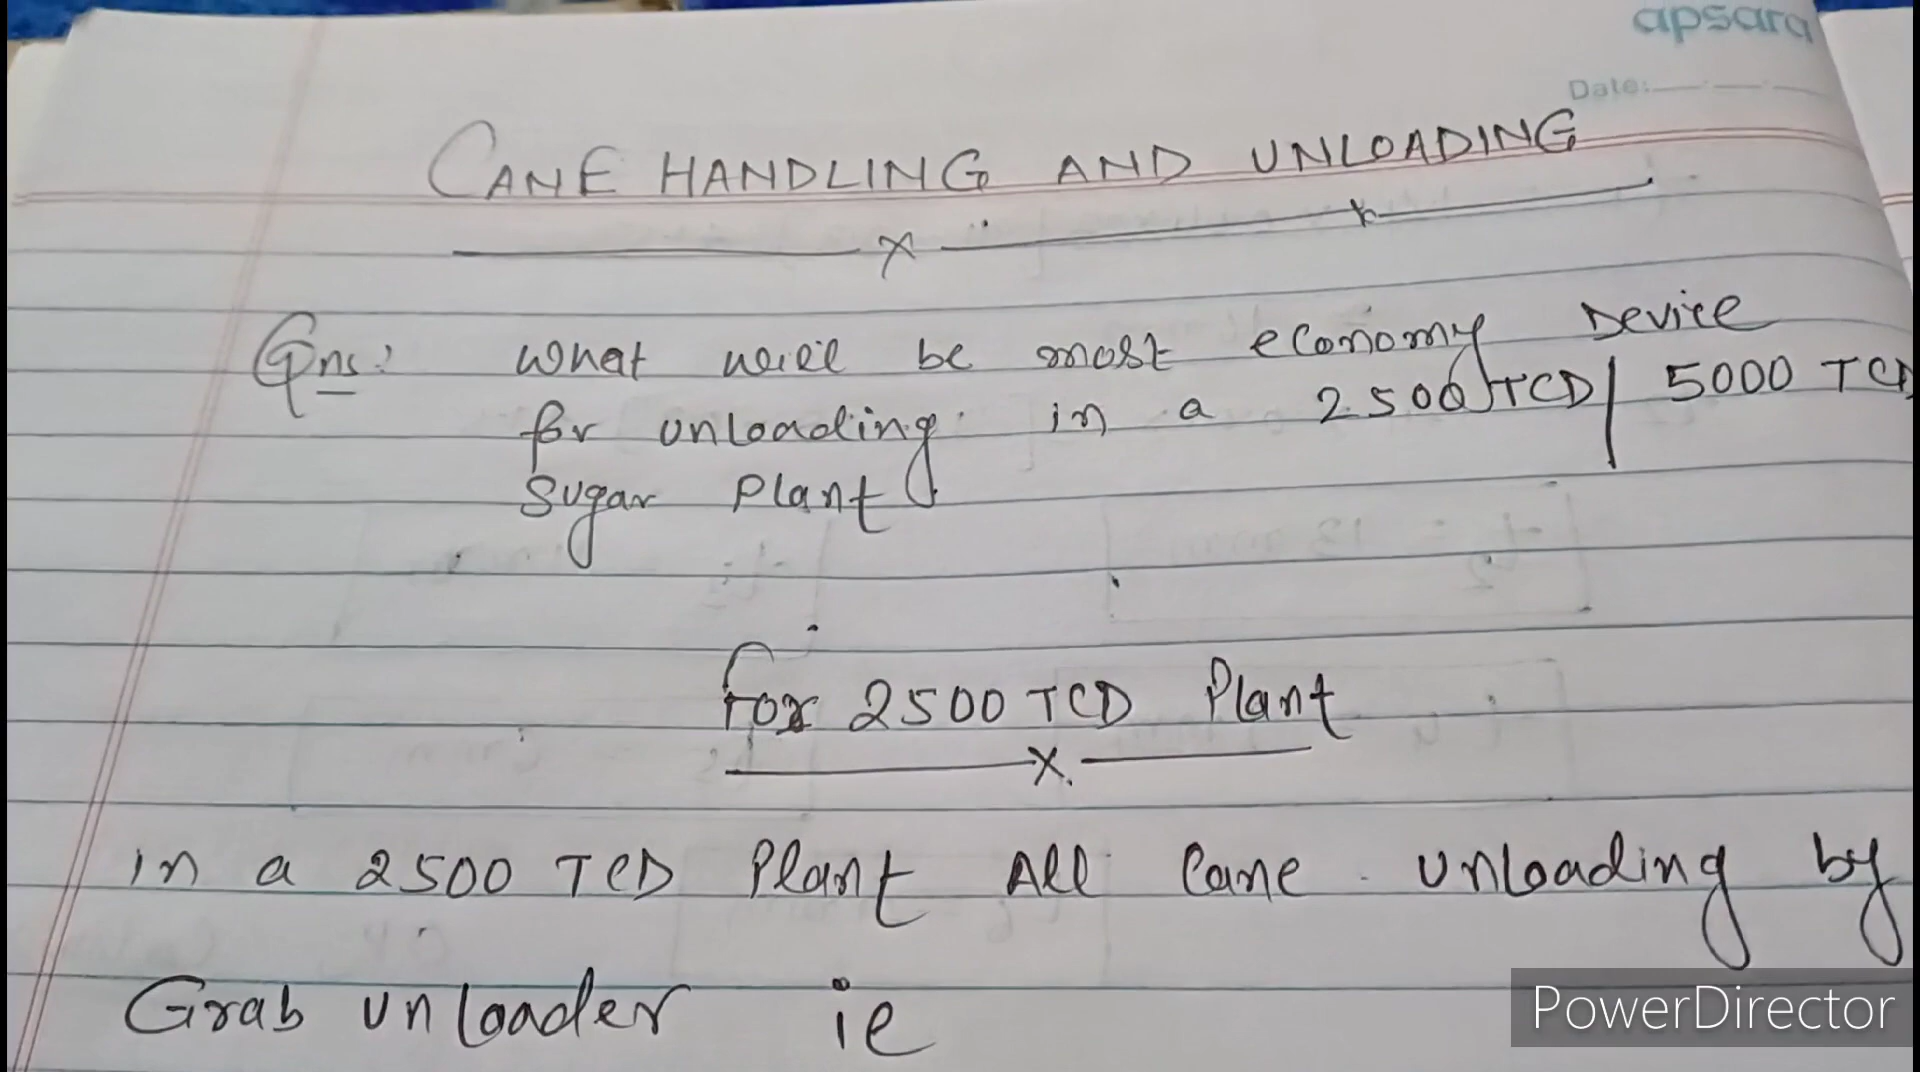 apsara
Date:
CANE HANDLING AND UNLOADING
Qns: What will be most economy Device
for unloading in a 2500 TCD / 5000 TCD
Sugar Plant
For 2500 TCD Plant
in a 2500 TCD Plant All Cane unloading by
Grab unloader ie
PowerDirector